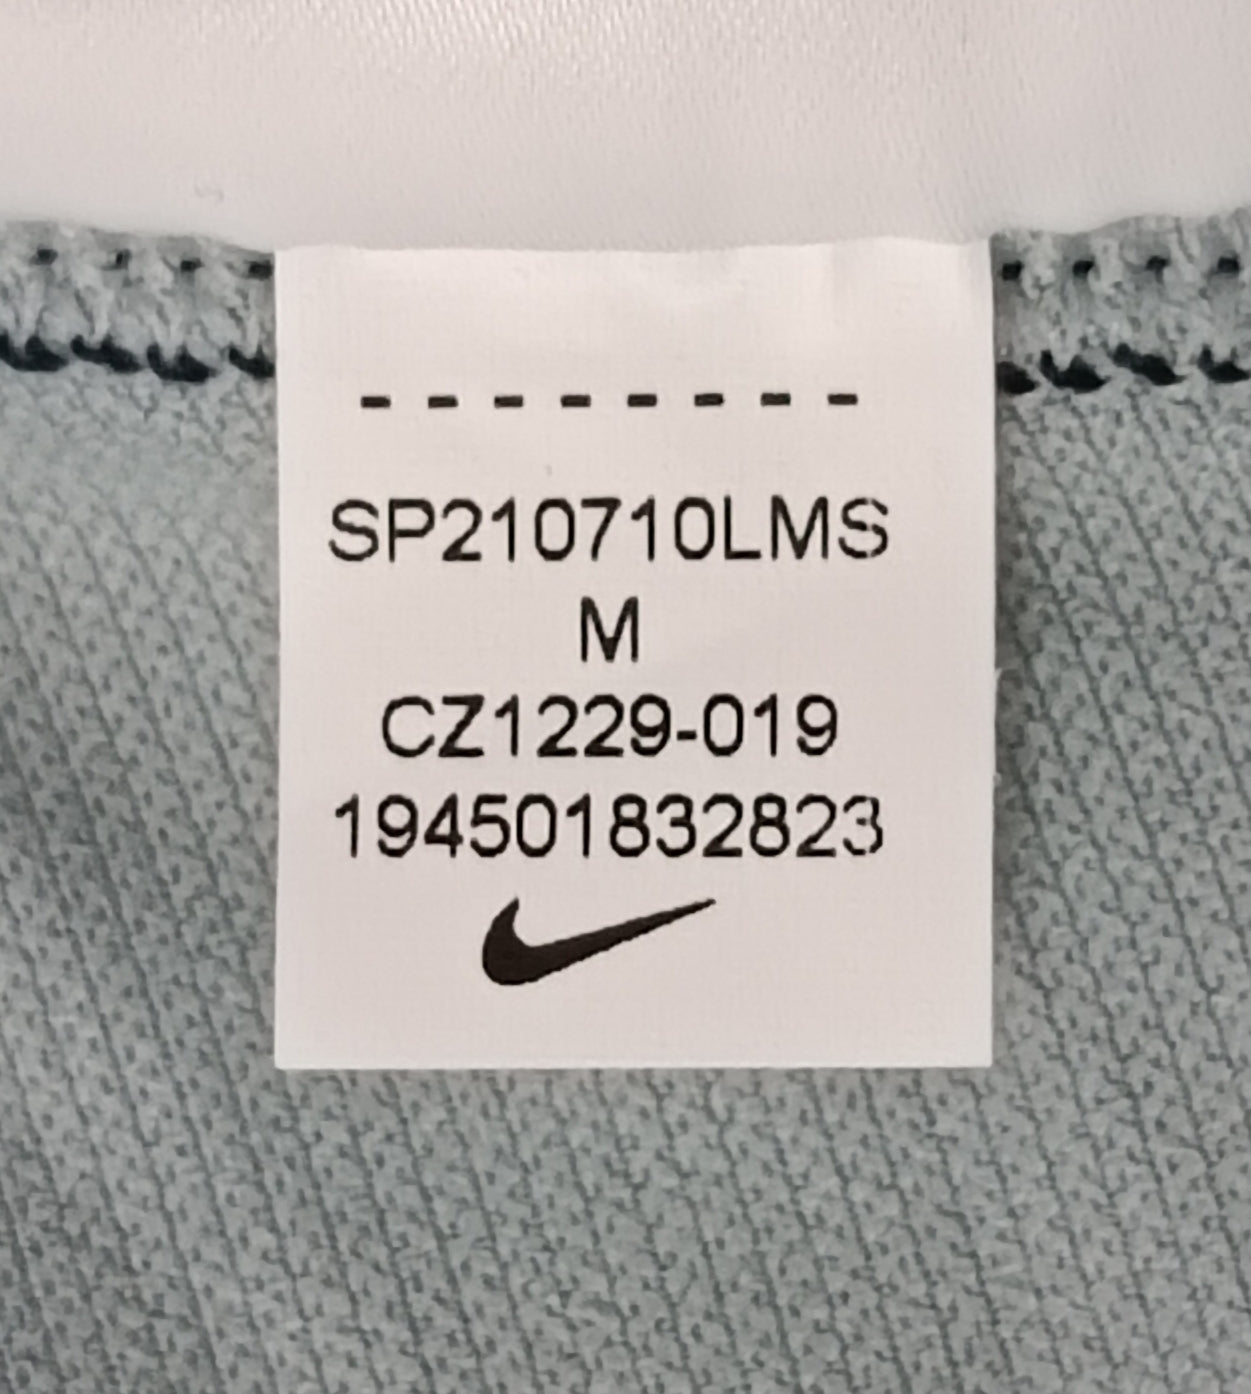 --------
SP210710LMS
M
CZ1229-019
194501832823